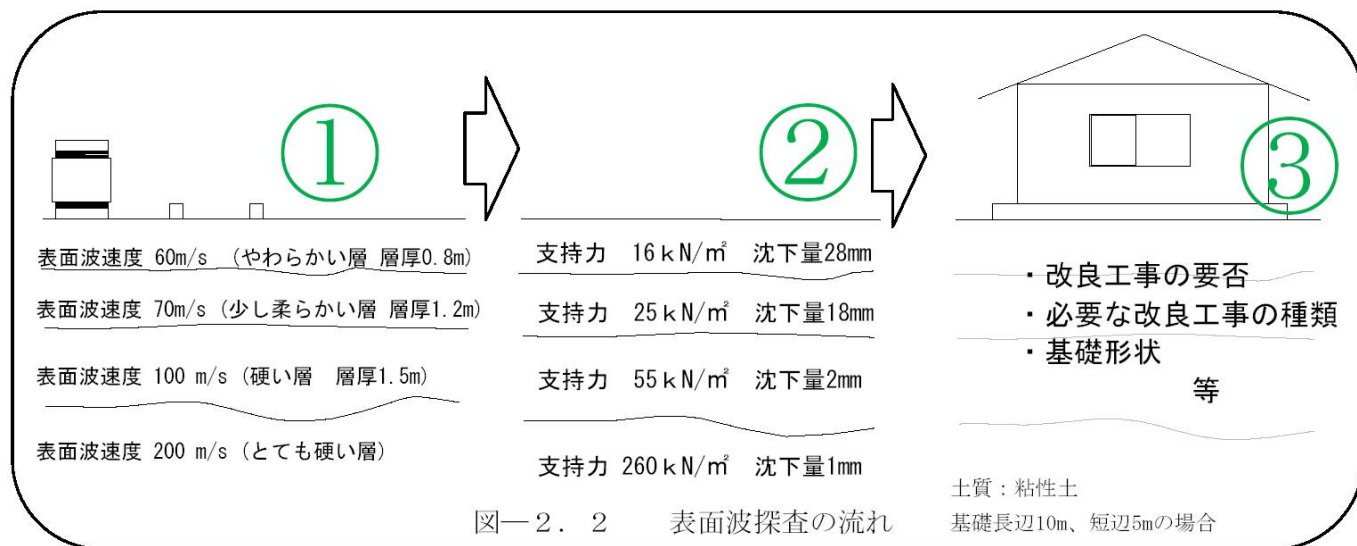 ①
表面波速度 60m/s （やわらかい層 層厚0.8m）
表面波速度 70m/s（少し柔らかい層 層厚1.2m）
表面波速度 100 m/s（硬い層　層厚1.5m）
表面波速度 200 m/s（とても硬い層）
②
支持力　16ｋN/㎡　沈下量28mm
支持力　25ｋN/㎡　沈下量18mm
支持力　55ｋN/㎡　沈下量2mm
支持力 260ｋN/㎡　沈下量1mm
③
・改良工事の要否
・必要な改良工事の種類
・基礎形状
等
土質：粘性土
基礎長辺10m、短辺5mの場合
図―２．２　　表面波探査の流れ